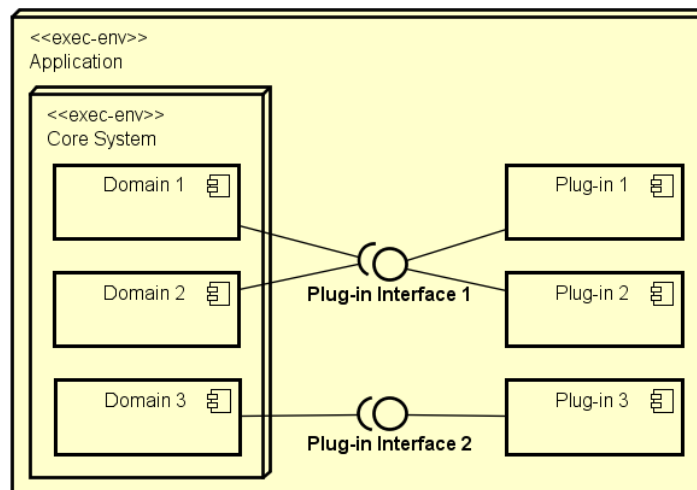 <<exec-env>>
Application
<<exec-env>>
Core System
Domain 1
Plug-in 1
Domain 2
Plug-in 2
Plug-in Interface 1
Domain 3
Plug-in 3
Plug-in Interface 2